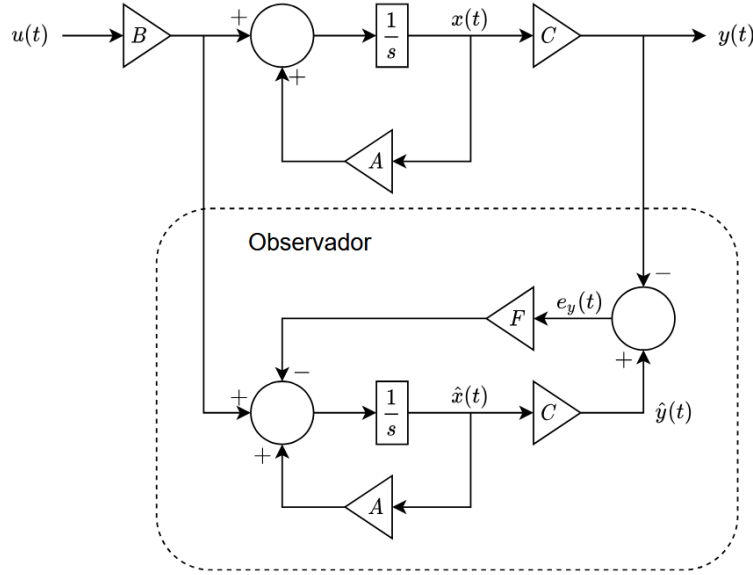 u(t) B + + 1/s x(t) C y(t)
A
Observador
−
F e_y(t)
− +
+ 1/s x̂(t) C ŷ(t)
+
A